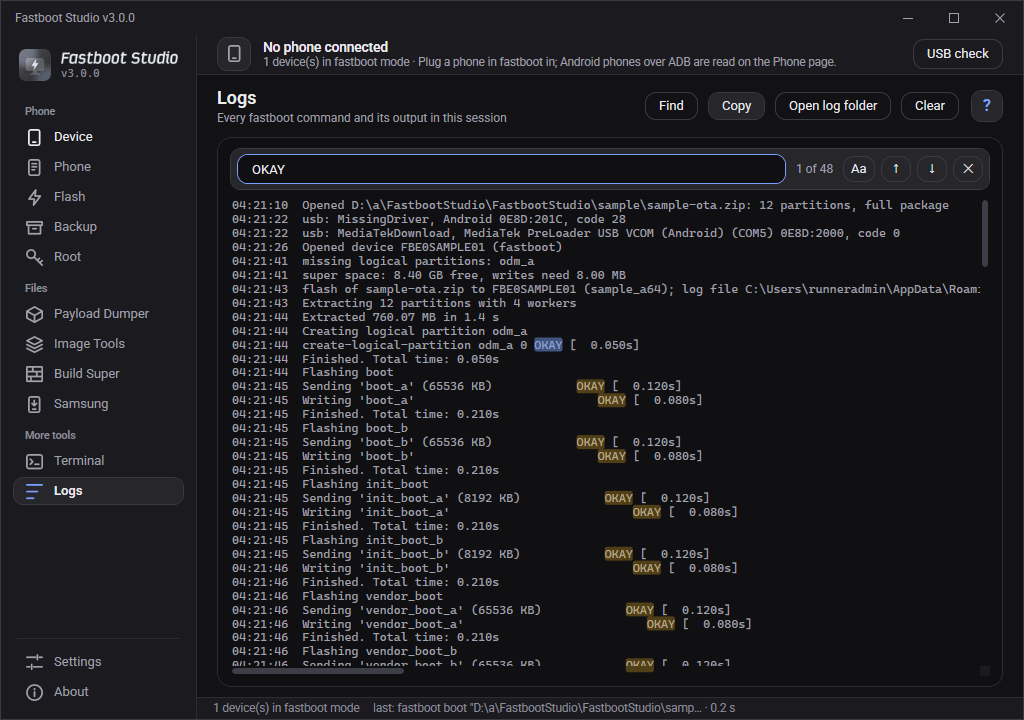 Fastboot Studio v3.0.0
Fastboot Studio
v3.0.0
Phone
Device
Phone
Flash
Backup
Root
Files
Payload Dumper
Image Tools
Build Super
Samsung
More tools
Terminal
Logs
Settings
About
No phone connected
1 device(s) in fastboot mode · Plug a phone in fastboot in; Android phones over ADB are read on the Phone page.
USB check
Logs
Every fastboot command and its output in this session
Find
Copy
Open log folder
Clear
?
OKAY
1 of 48
Aa
↑
↓
✕
04:21:10 Opened D:\a\FastbootStudio\FastbootStudio\sample\sample-ota.zip: 12 partitions, full package
04:21:22 usb: MissingDriver, Android 0E8D:201C, code 28
04:21:22 usb: MediaTekDownload, MediaTek PreLoader USB VCOM (Android) (COM5) 0E8D:2000, code 0
04:21:26 Opened device FBE0SAMPLE01 (fastboot)
04:21:41 missing logical partitions: odm_a
04:21:41 super space: 8.40 GB free, writes need 8.00 MB
04:21:43 flash of sample-ota.zip to FBE0SAMPLE01 (sample_a64); log file C:\Users\runneradmin\AppData\Roami
04:21:43 Extracting 12 partitions with 4 workers
04:21:44 Extracted 760.07 MB in 1.4 s
04:21:44 Creating logical partition odm_a
04:21:44 create-logical-partition odm_a 0 OKAY [  0.050s]
04:21:44 Finished. Total time: 0.050s
04:21:44 Flashing boot
04:21:45 Sending 'boot_a' (65536 KB) OKAY [  0.120s]
04:21:45 Writing 'boot_a' OKAY [  0.080s]
04:21:45 Finished. Total time: 0.210s
04:21:45 Flashing boot_b
04:21:45 Sending 'boot_b' (65536 KB) OKAY [  0.120s]
04:21:45 Writing 'boot_b' OKAY [  0.080s]
04:21:45 Finished. Total time: 0.210s
04:21:45 Flashing init_boot
04:21:45 Sending 'init_boot_a' (8192 KB) OKAY [  0.120s]
04:21:45 Writing 'init_boot_a' OKAY [  0.080s]
04:21:45 Finished. Total time: 0.210s
04:21:45 Flashing init_boot_b
04:21:45 Sending 'init_boot_b' (8192 KB) OKAY [  0.120s]
04:21:46 Writing 'init_boot_b' OKAY [  0.080s]
04:21:46 Finished. Total time: 0.210s
04:21:46 Flashing vendor_boot
04:21:46 Sending 'vendor_boot_a' (65536 KB) OKAY [  0.120s]
04:21:46 Writing 'vendor_boot_a' OKAY [  0.080s]
04:21:46 Finished. Total time: 0.210s
04:21:46 Flashing vendor_boot_b
04:21:46 Sending 'vendor_boot_b' (65536 KB) OKAY [  0.120s]
1 device(s) in fastboot mode last: fastboot boot "D:\a\FastbootStudio\FastbootStudio\samp... · 0.2 s